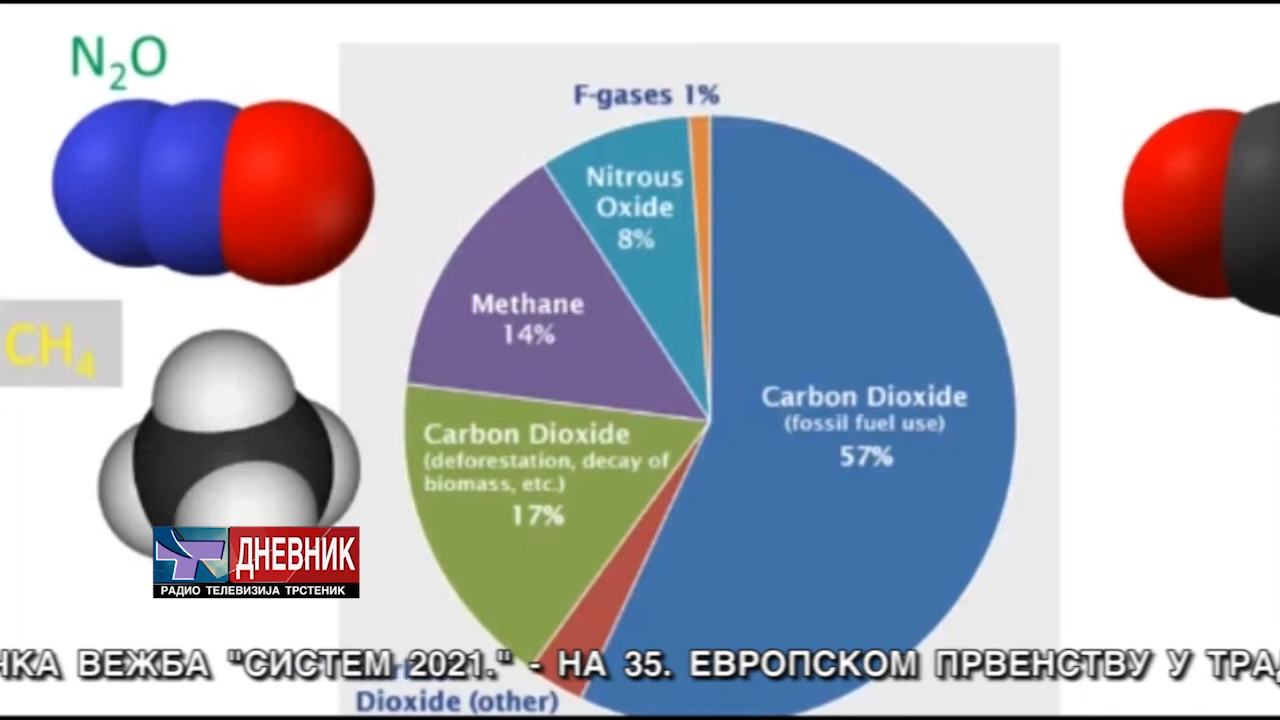 N₂O
F-gases 1%
Nitrous
Oxide
8%
Methane
14%
CH₄
Carbon Dioxide
(fossil fuel use)
57%
Carbon Dioxide
(deforestation, decay of
biomass, etc.)
17%
ДНЕВНИК
РАДИО ТЕЛЕВИЗИЈА ТРСТЕНИК
ВЕЖБА "СИСТЕМ 2021." - НА 35. ЕВРОПСКОМ ПРВЕНСТВУ У
Dioxide (other)